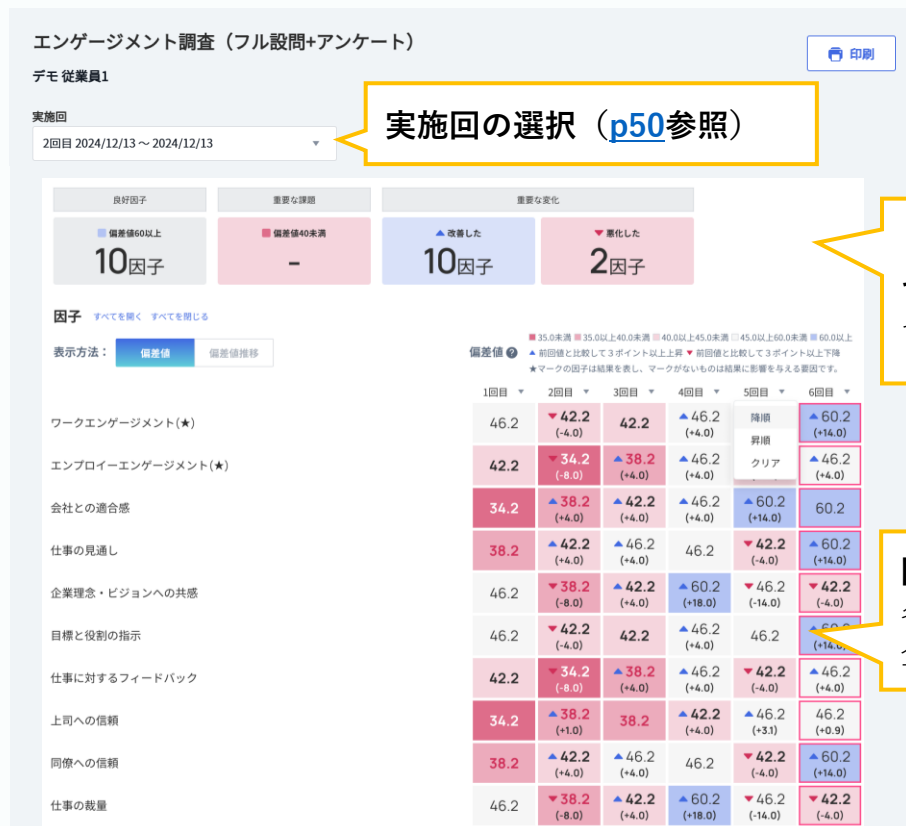 エンゲージメント調査（フル設問+アンケート）
印刷
デモ 従業員1
実施回
2回目 2024/12/13 ～ 2024/12/13
実施回の選択（p50参照）
良好因子 重要な課題 重要な変化
偏差値60以上 偏差値40未満 ▲ 改善した ▼ 悪化した
10因子 – 10因子 2因子
因子 すべてを開く すべてを閉じる
表示方法： 偏差値 偏差値推移
偏差値 ?
■35.0未満 ■35.0以上40.0未満 ■40.0以上45.0未満 □45.0以上60.0未満 ■60.0以上
▲ 前回値と比較して３ポイント以上上昇 ▼ 前回値と比較して３ポイント以上下降
★マークの因子は結果を表し、マークがないものは結果に影響を与える要因です。
1回目 ▼ 2回目 ▼ 3回目 ▼ 4回目 ▼ 5回目 ▼ 6回目 ▼
降順
昇順
クリア
ワークエンゲージメント(★) 46.2 ▼42.2 (-4.0) 42.2 ▲46.2 (+4.0) ▲60.2 (+14.0)
エンプロイーエンゲージメント(★) 42.2 ▼34.2 (-8.0) ▲38.2 (+4.0) ▲46.2 (+4.0) ▲46.2 (+4.0)
会社との適合感 34.2 ▲38.2 (+4.0) ▲42.2 (+4.0) ▲46.2 (+4.0) ▲60.2 (+14.0) 60.2
仕事の見通し 38.2 ▲42.2 (+4.0) ▲46.2 (+4.0) 46.2 ▼42.2 (-4.0) ▲60.2 (+14.0)
企業理念・ビジョンへの共感 46.2 ▼38.2 (-8.0) ▲42.2 (+4.0) ▲60.2 (+18.0) ▼46.2 (-14.0) ▼42.2 (-4.0)
目標と役割の指示 46.2 ▼42.2 (-4.0) 42.2 ▲46.2 (+4.0) 46.2
仕事に対するフィードバック 42.2 ▼34.2 (-8.0) ▲38.2 (+4.0) ▲46.2 (+4.0) ▼42.2 (-4.0) ▲46.2 (+4.0)
上司への信頼 34.2 ▲38.2 (+1.0) 38.2 ▲42.2 (+4.0) ▲46.2 (+3.1) 46.2 (+0.9)
同僚への信頼 38.2 ▲42.2 (+4.0) ▲46.2 (+4.0) 46.2 ▼42.2 (-4.0) ▲60.2 (+14.0)
仕事の裁量 46.2 ▼38.2 (-8.0) ▲42.2 (+4.0) ▲60.2 (+18.0) ▼46.2 (-14.0) ▼42.2 (-4.0)